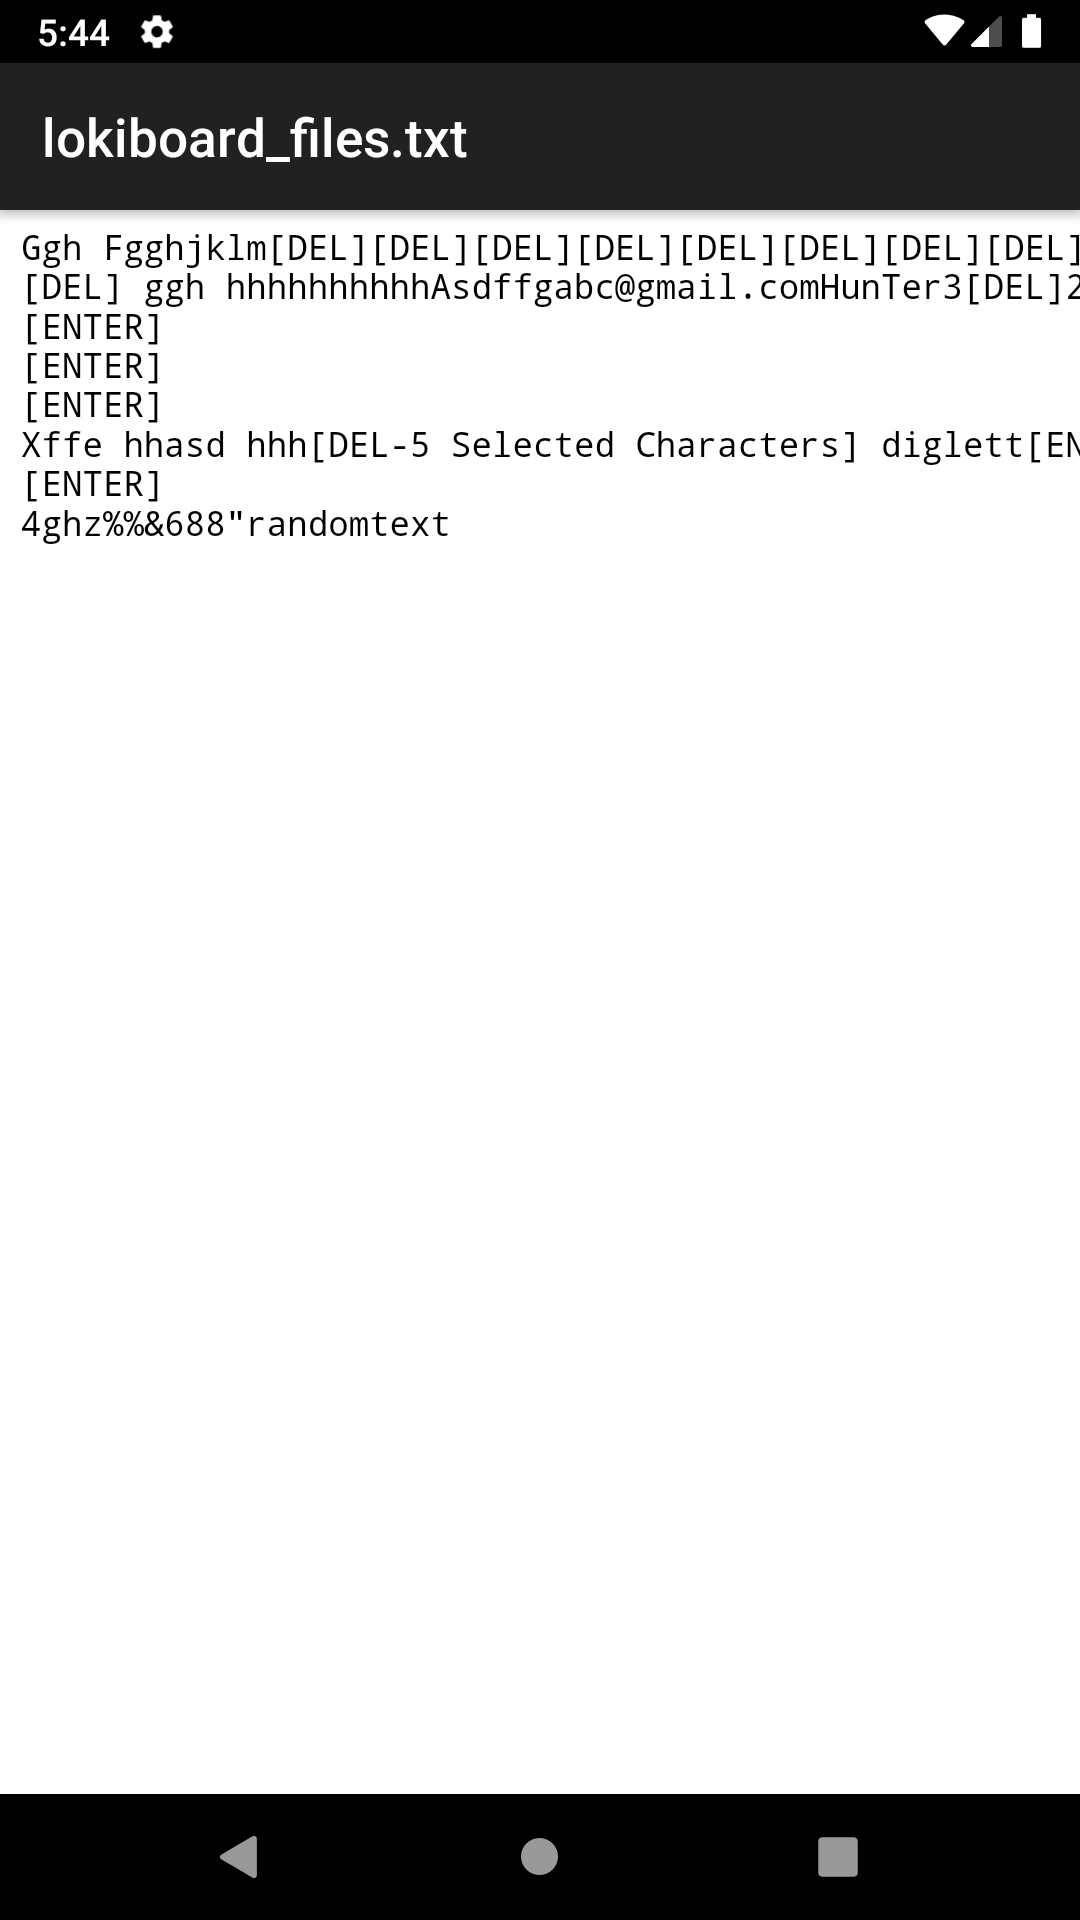 5:44
lokiboard_files.txt
Ggh Fgghjklm[DEL][DEL][DEL][DEL][DEL][DEL][DEL][DEL]
[DEL] ggh hhhhhhhhhhAsdffgabc@gmail.comHunTer3[DEL]2
[ENTER]
[ENTER]
[ENTER]
Xffe hhasd hhh[DEL-5 Selected Characters] diglett[EN
[ENTER]
4ghz%%&688"randomtext